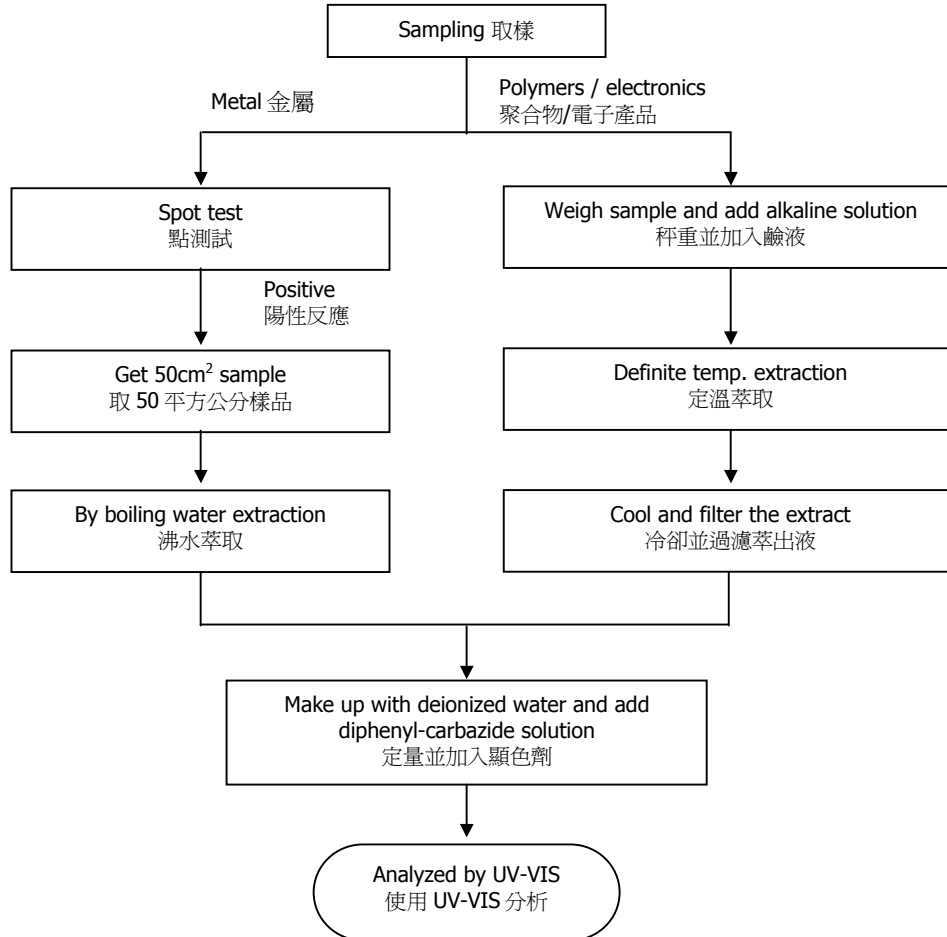 Sampling 取樣
Metal 金屬
Polymers / electronics
聚合物/電子產品
Spot test
點測試
Weigh sample and add alkaline solution
秤重並加入鹼液
Positive
陽性反應
Get 50cm² sample
取 50 平方公分樣品
Definite temp. extraction
定溫萃取
By boiling water extraction
沸水萃取
Cool and filter the extract
冷卻並過濾萃出液
Make up with deionized water and add
diphenyl-carbazide solution
定量並加入顯色劑
Analyzed by UV-VIS
使用 UV-VIS 分析